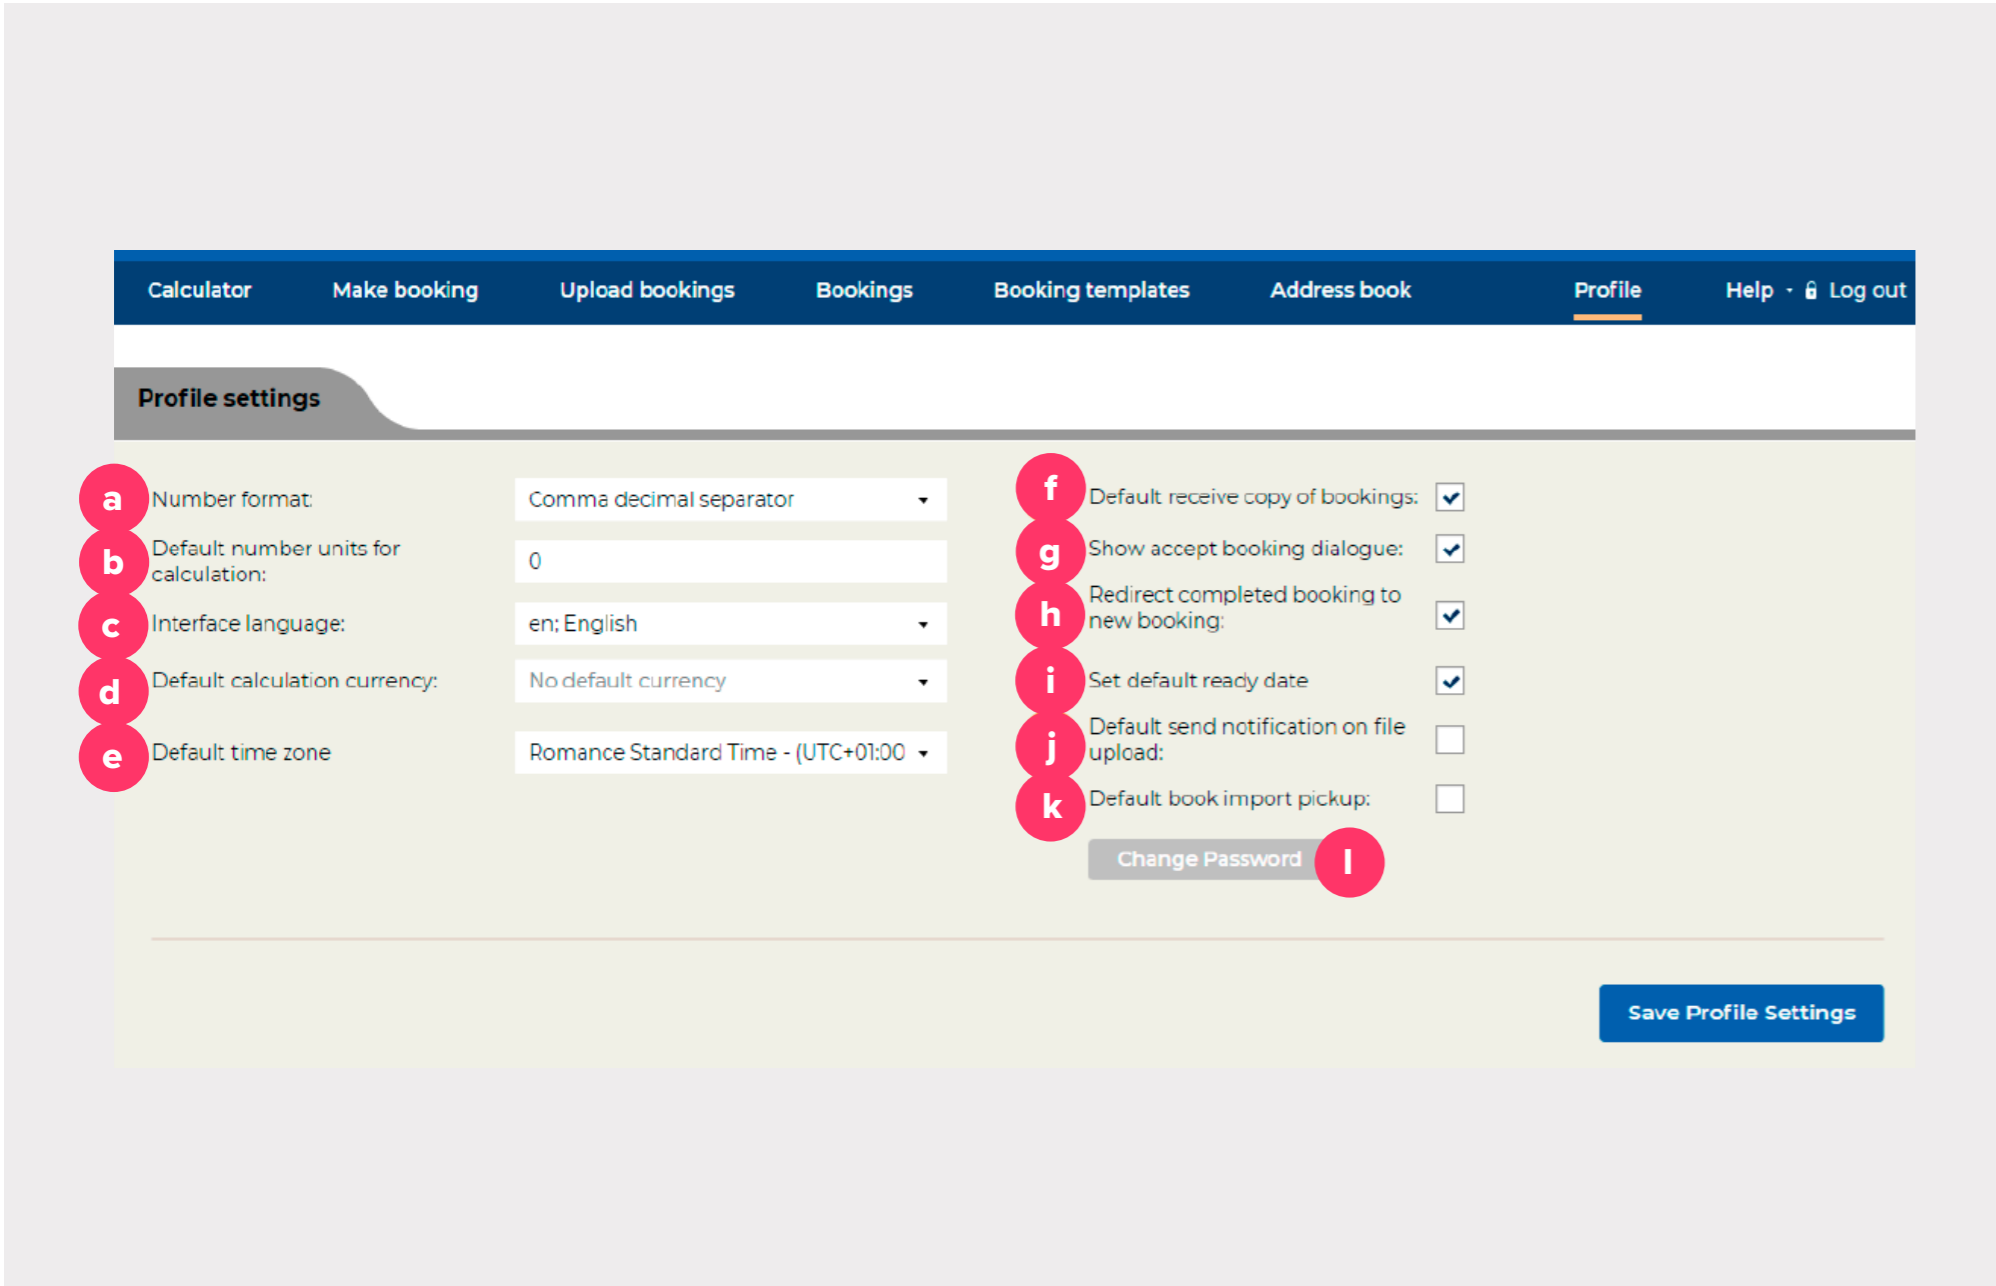 Calculator Make booking Upload bookings Bookings Booking templates Address book Profile Help Log out
Profile settings
a Number format: Comma decimal separator
b Default number units for
calculation: 0
c Interface language: en; English
d Default calculation currency: No default currency
e Default time zone Romance Standard Time - (UTC+01:00
f Default receive copy of bookings:
g Show accept booking dialogue:
h Redirect completed booking to
new booking:
i Set default ready date
j Default send notification on file
upload:
k Default book import pickup:
Change Password l
Save Profile Settings